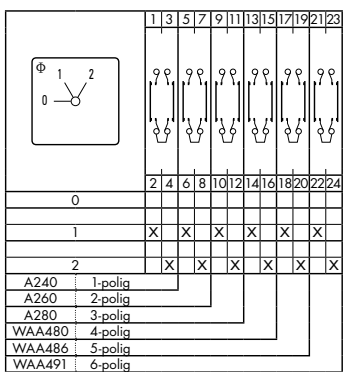 1 3 5 7 9 11 13 15 17 19 21 23
Φ 1 2
0
2 4 6 8 10 12 14 16 18 20 22 24
0
1 X X X X X X
2 X X X X X X
A240 1-polig
A260 2-polig
A280 3-polig
WAA480 4-polig
WAA486 5-polig
WAA491 6-polig